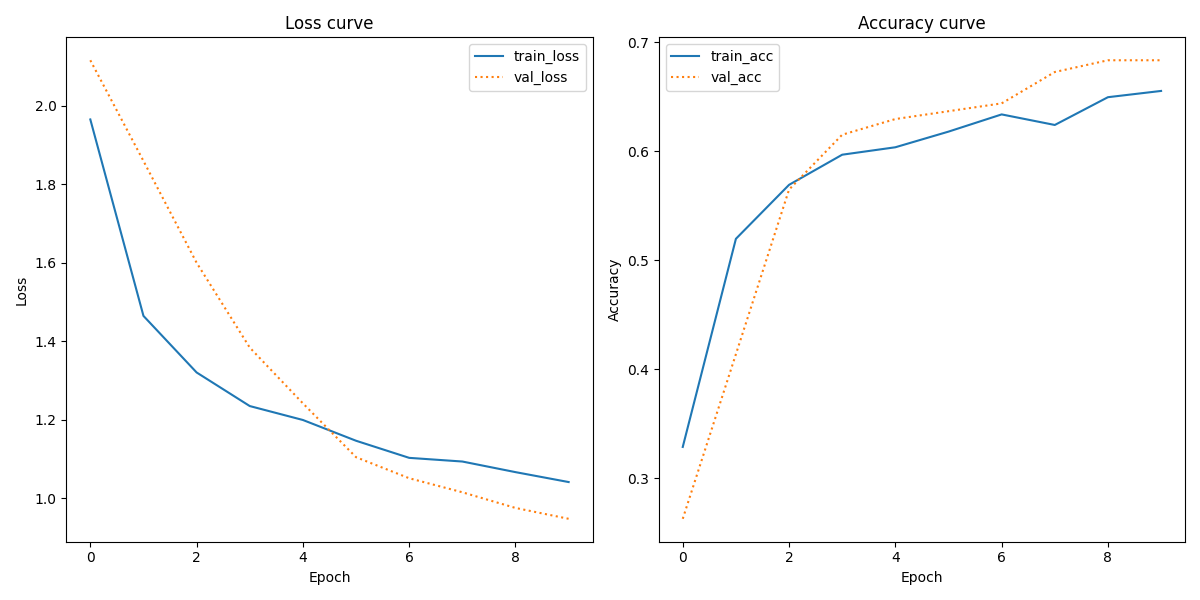 Loss curve
train_loss
val_loss
2.0
1.8
1.6
1.4
1.2
1.0
Loss
0 2 4 6 8
Epoch
Accuracy curve
train_acc
val_acc
0.7
0.6
0.5
0.4
0.3
Accuracy
0 2 4 6 8
Epoch